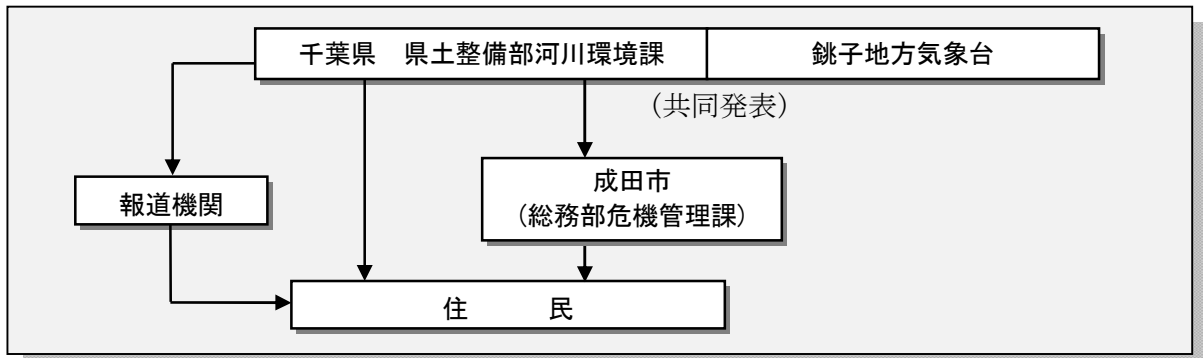 千葉県　県土整備部河川環境課
銚子地方気象台
（共同発表）
報道機関
成田市
（総務部危機管理課）
住　　　民